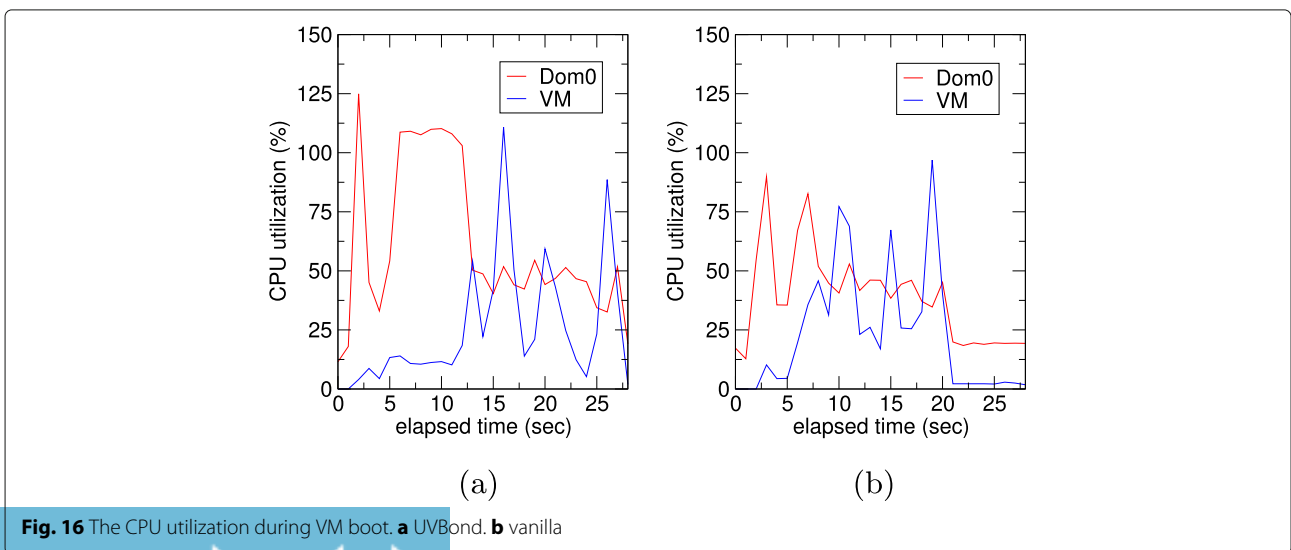 150
125
100
75
50
25
0
CPU utilization (%)
Dom0
VM
0 5 10 15 20 25
elapsed time (sec)
(a)
150
125
100
75
50
25
0
CPU utilization (%)
Dom0
VM
0 5 10 15 20 25
elapsed time (sec)
(b)
Fig. 16 The CPU utilization during VM boot. a UVBond. b vanilla